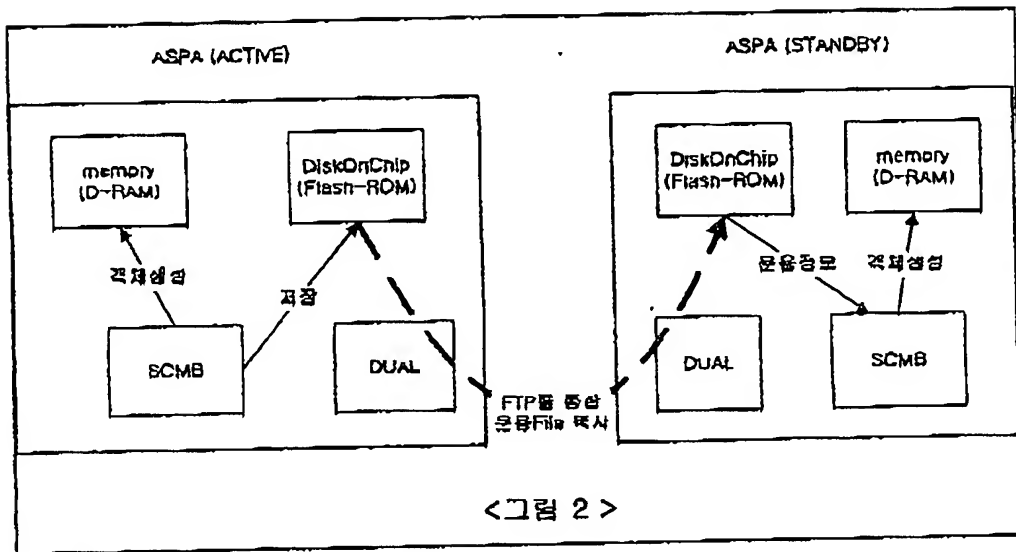 ASPA (ACTIVE)
ASPA (STANDBY)
memory
(D-RAM)
DiskOnChip
(Flash-ROM)
DiskOnChip
(Flash-ROM)
memory
(D-RAM)
객체생성
저장
운용정보
객체생성
SCMB
DUAL
DUAL
SCMB
FTP를 통한
운용File 복사
<그림 2>